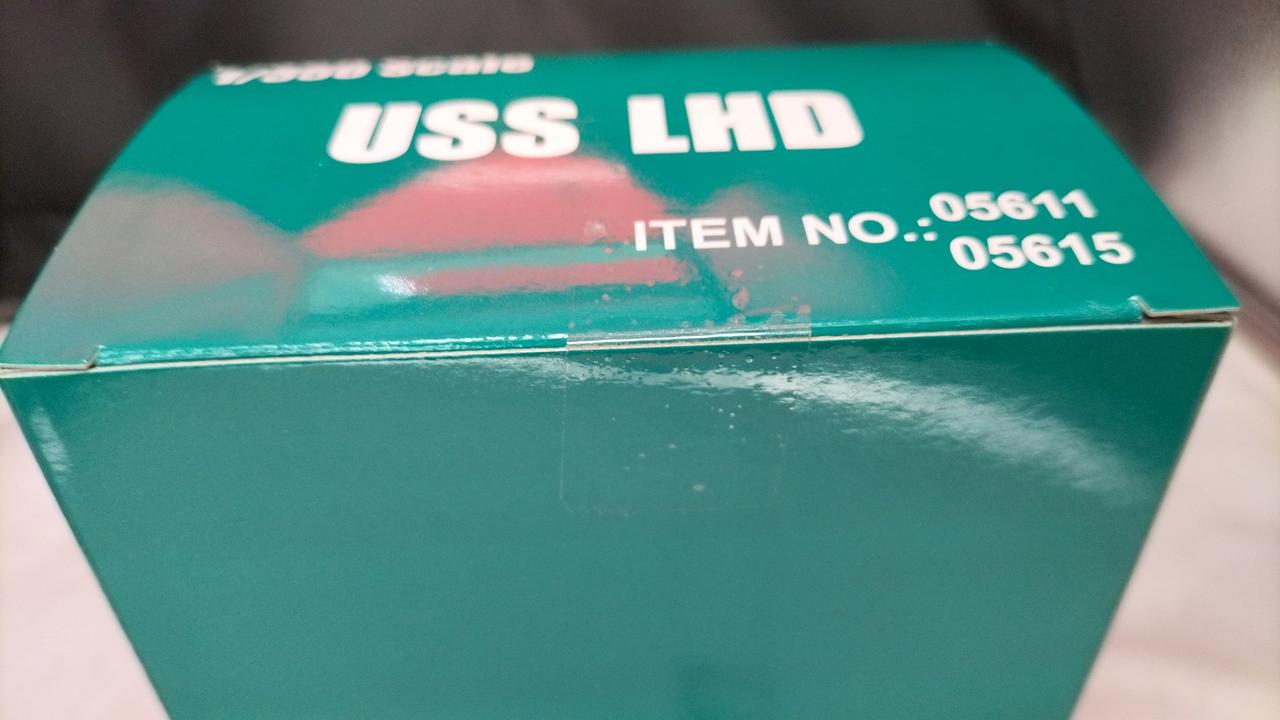 1/350 Scale
USS LHD
ITEM NO.: 05611
05615